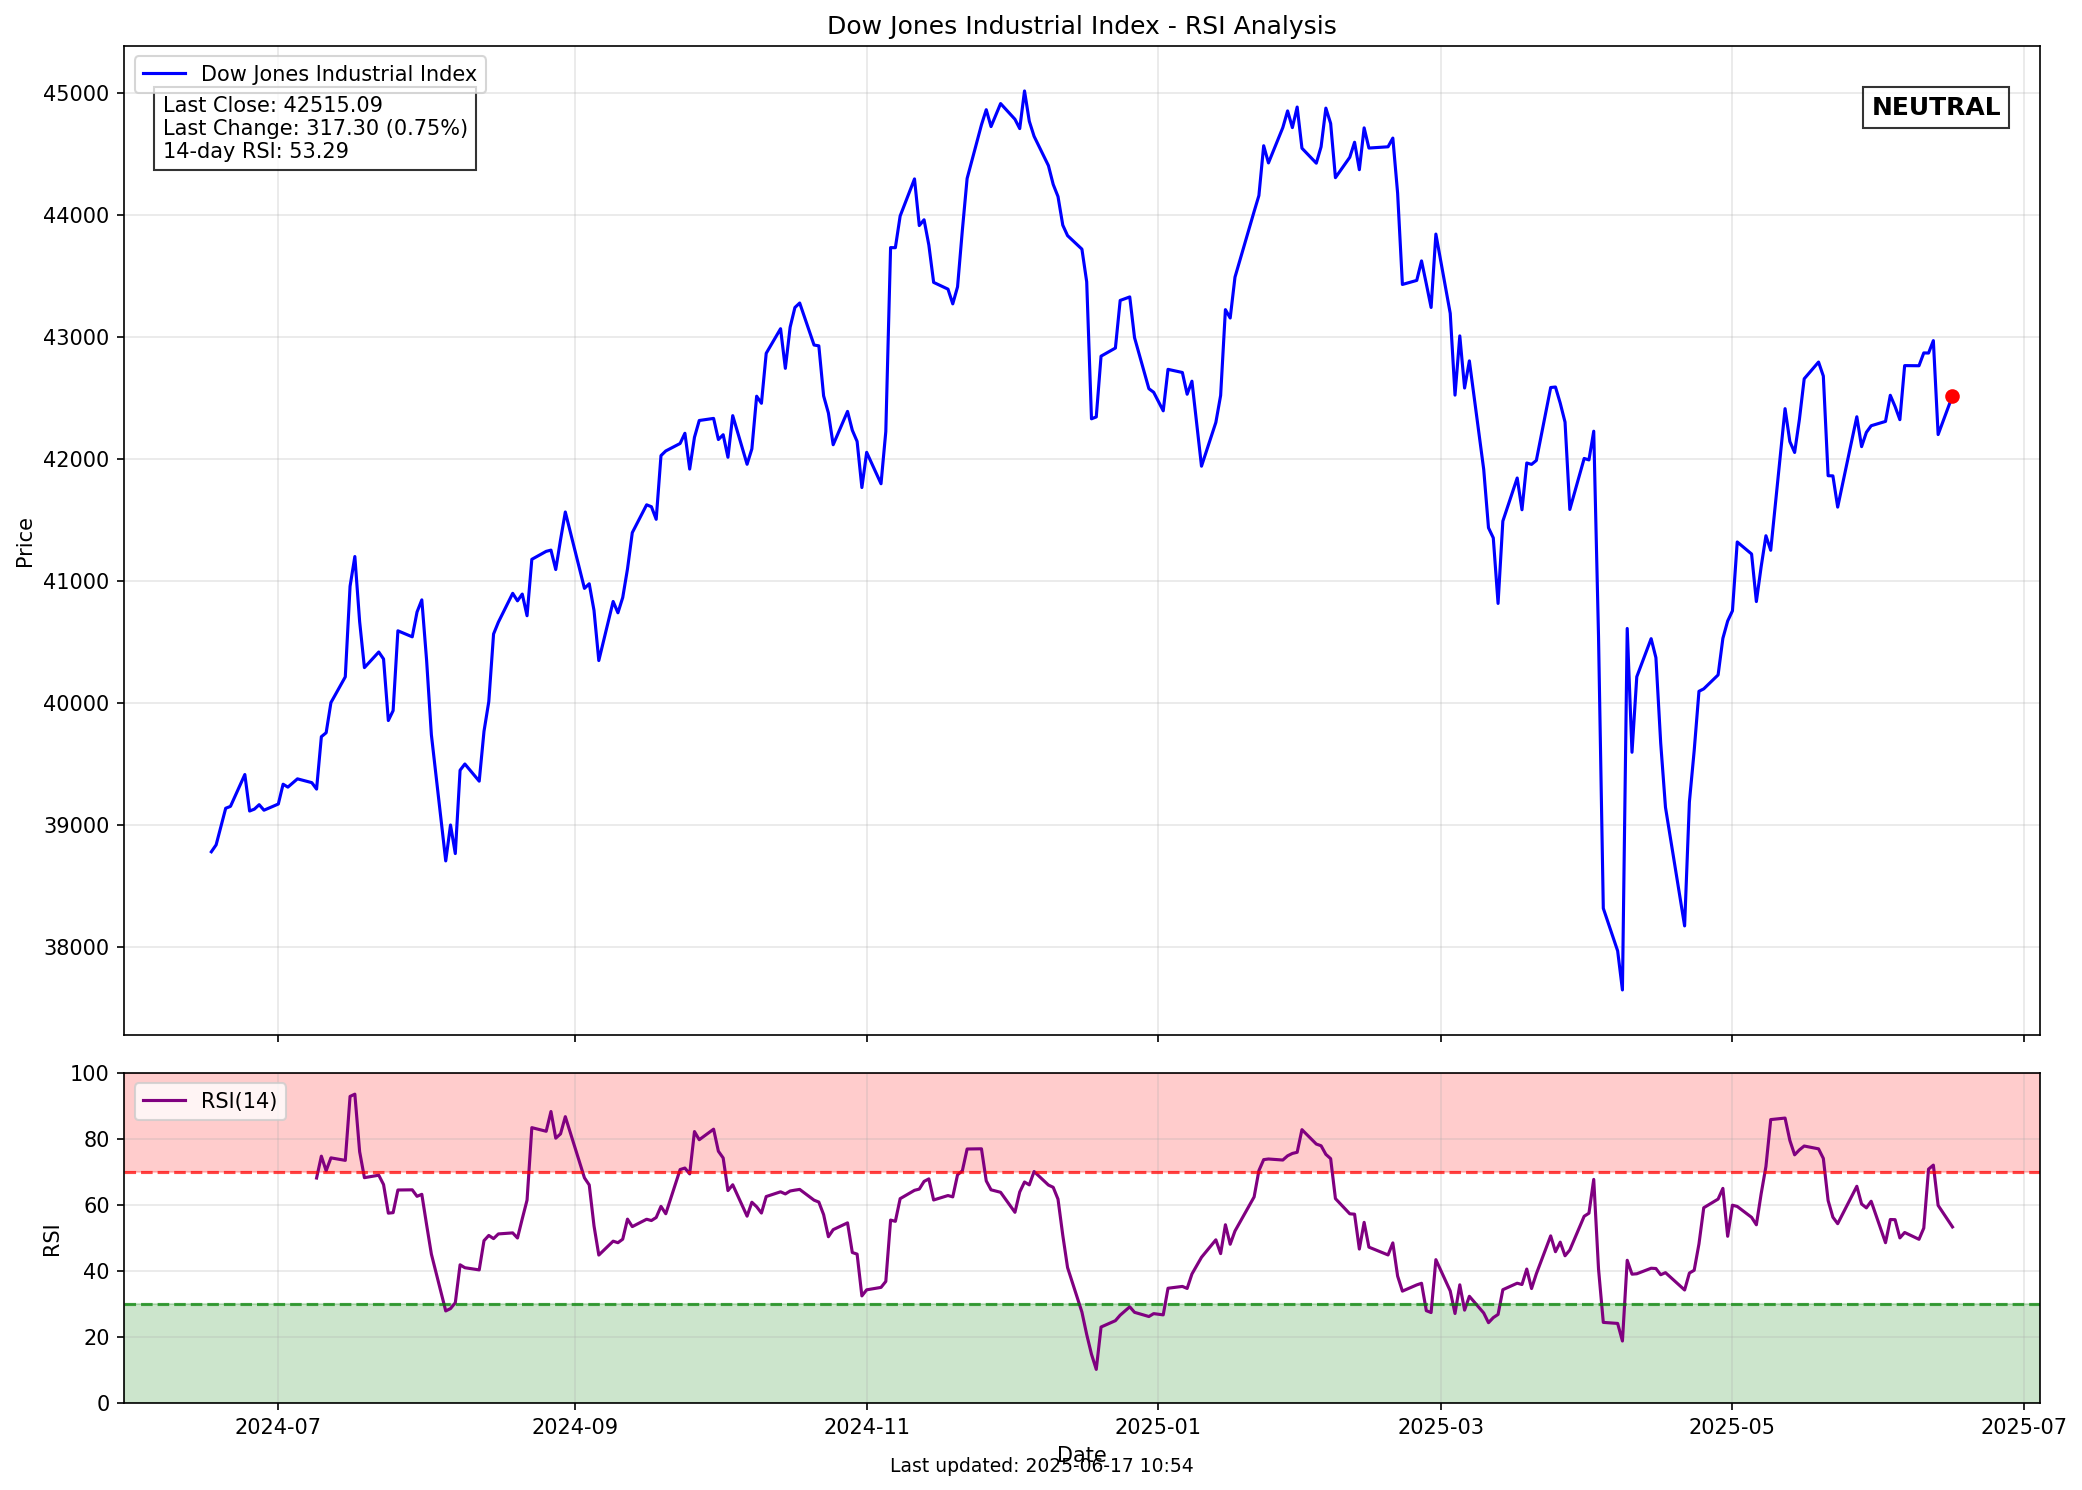 Dow Jones Industrial Index - RSI Analysis
Dow Jones Industrial Index
Last Close: 42515.09
Last Change: 317.30 (0.75%)
14-day RSI: 53.29
NEUTRAL
45000
44000
43000
42000
41000
40000
39000
38000
Price
RSI(14)
100
80
60
40
20
0
RSI
2024-07
2024-09
2024-11
2025-01
2025-03
2025-05
2025-07
Date
Last updated: 2025-06-17 10:54